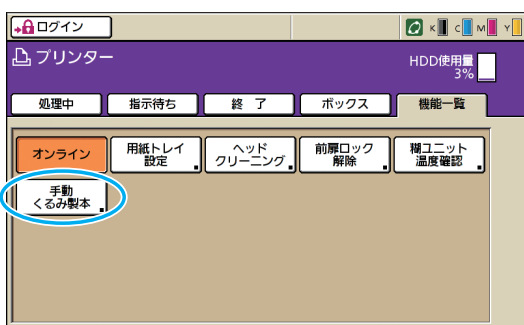 ログイン
K C M Y
プリンター
HDD使用量
3%
処理中 指示待ち 終 了 ボックス 機能一覧
オンライン
用紙トレイ
設定
ヘッド
クリーニング
前扉ロック
解除
糊ユニット
温度確認
手動
くるみ製本